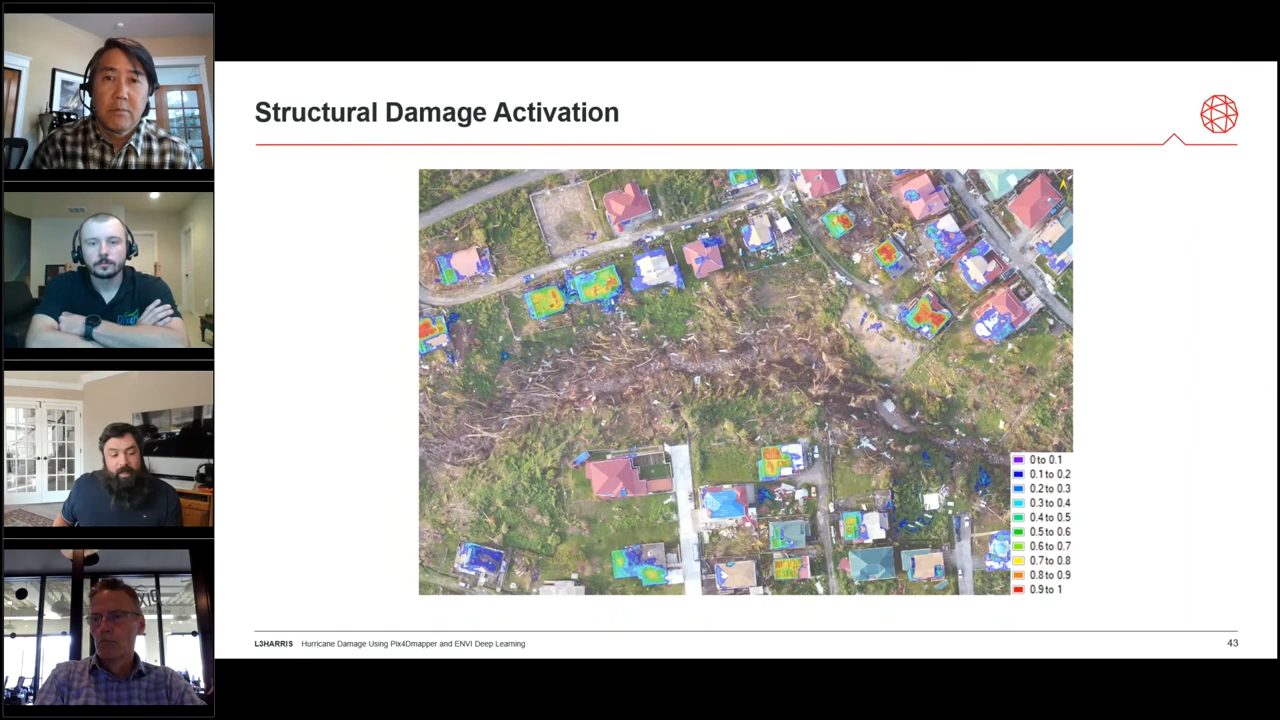 Structural Damage Activation
0 to 0.1
0.1 to 0.2
0.2 to 0.3
0.3 to 0.4
0.4 to 0.5
0.5 to 0.6
0.6 to 0.7
0.7 to 0.8
0.8 to 0.9
0.9 to 1
L3HARRIS Hurricane Damage Using Pix4Dmapper and ENVI Deep Learning
43